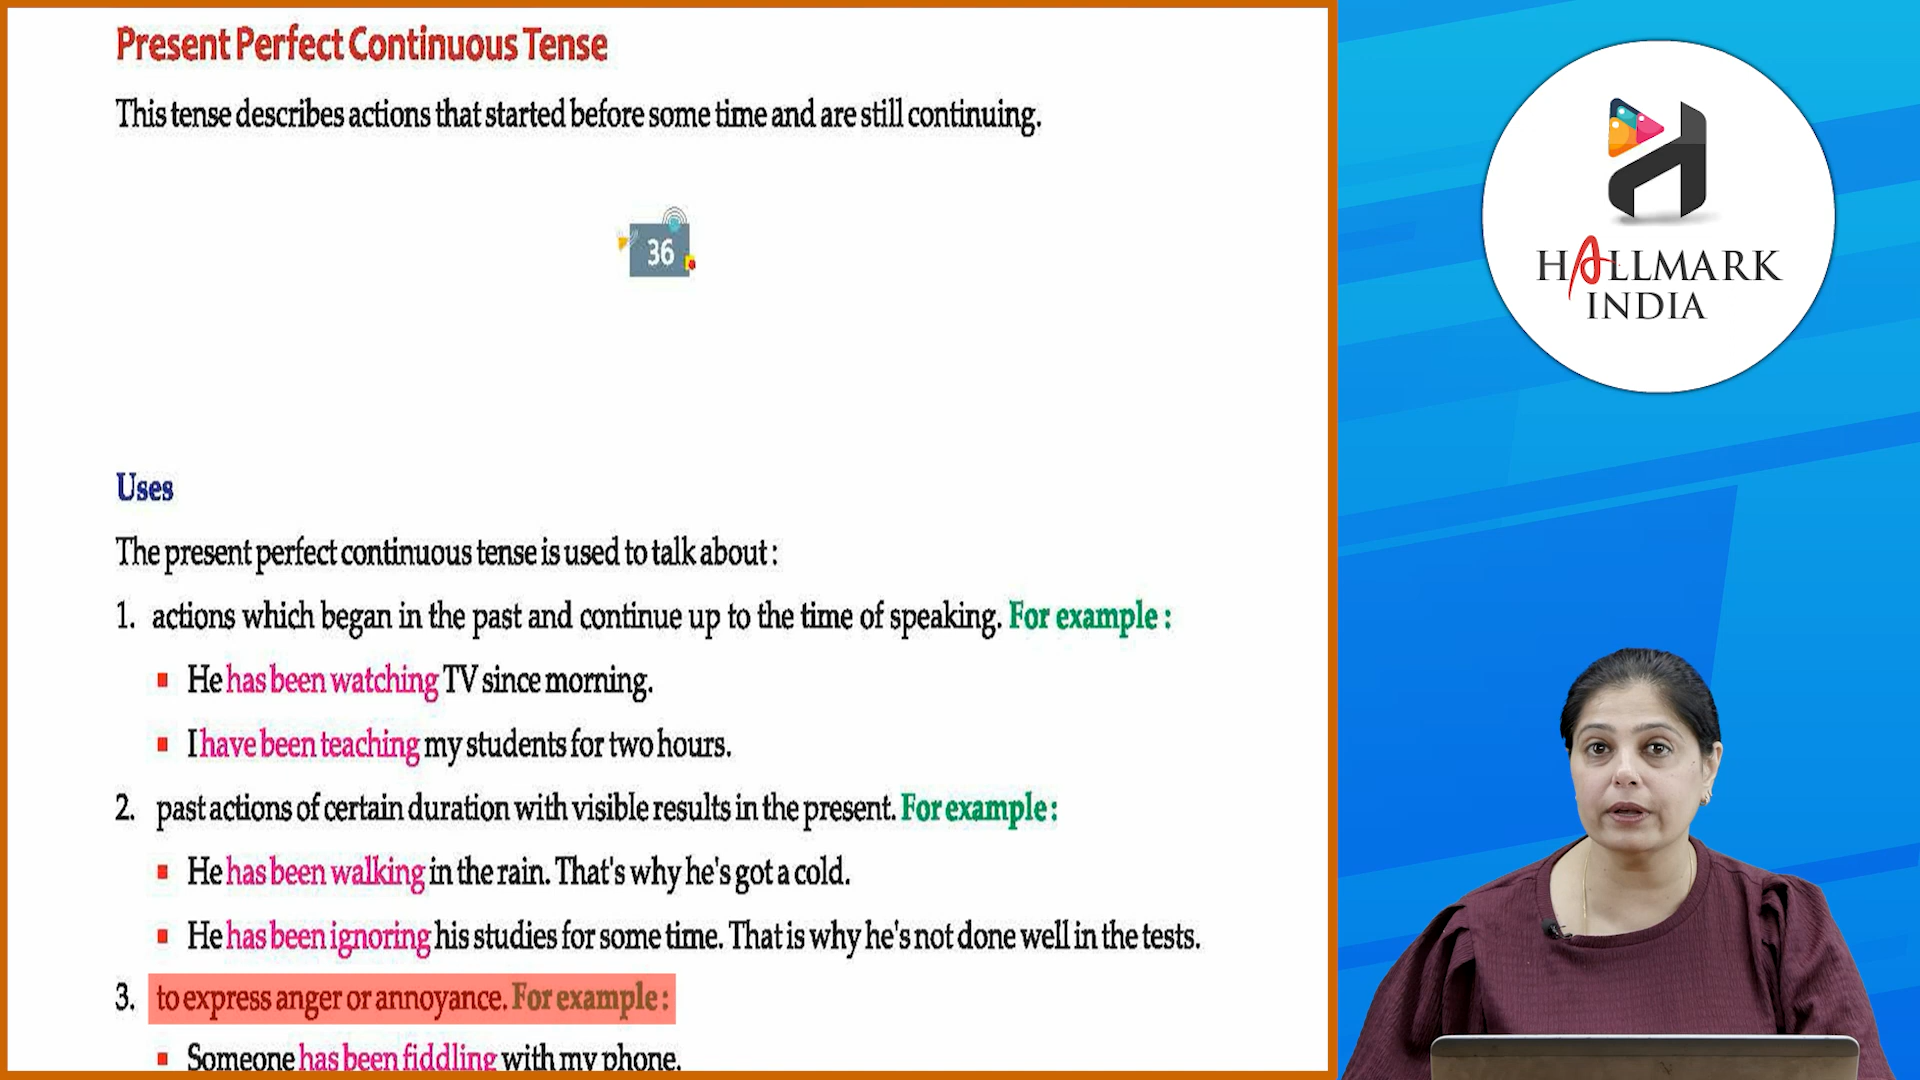 Present Perfect Continuous Tense
This tense describes actions that started before some time and are still continuing.
36
Uses
The present perfect continuous tense is used to talk about :
1. actions which began in the past and continue up to the time of speaking. For example :
▪ He has been watching TV since morning.
▪ I have been teaching my students for two hours.
2. past actions of certain duration with visible results in the present. For example :
▪ He has been walking in the rain. That's why he's got a cold.
▪ He has been ignoring his studies for some time. That is why he's not done well in the tests.
3. to express anger or annoyance. For example :
▪ Someone has been fiddling with my phone.
HALLMARK
INDIA